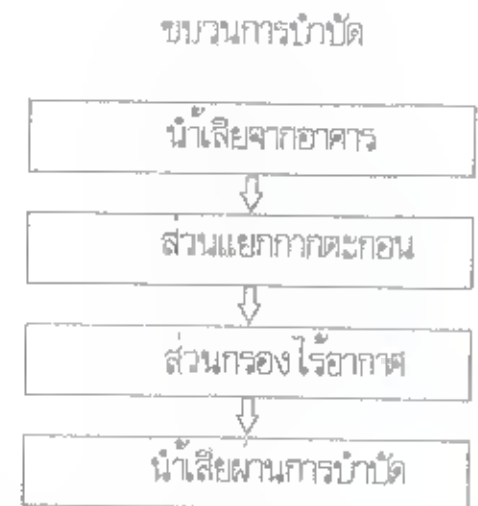 ขบวนการบำบัด
น้ำเสียจากอาคาร
ส่วนแยกกากตะกอน
ส่วนกรองไร้อากาศ
น้ำเสียผ่านการบำบัด